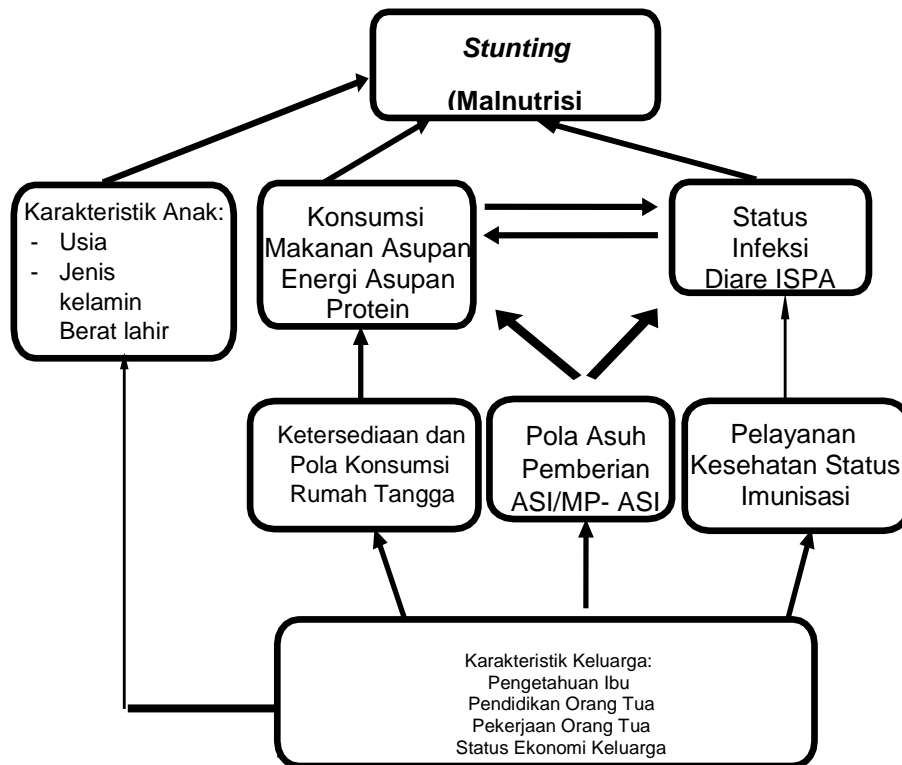 Stunting
(Malnutrisi
Karakteristik Anak:
- Usia
- Jenis
kelamin
Berat lahir
Konsumsi
Makanan Asupan
Energi Asupan
Protein
Status
Infeksi
Diare ISPA
Ketersediaan dan
Pola Konsumsi
Rumah Tangga
Pola Asuh
Pemberian
ASI/MP- ASI
Pelayanan
Kesehatan Status
Imunisasi
Karakteristik Keluarga:
Pengetahuan Ibu
Pendidikan Orang Tua
Pekerjaan Orang Tua
Status Ekonomi Keluarga